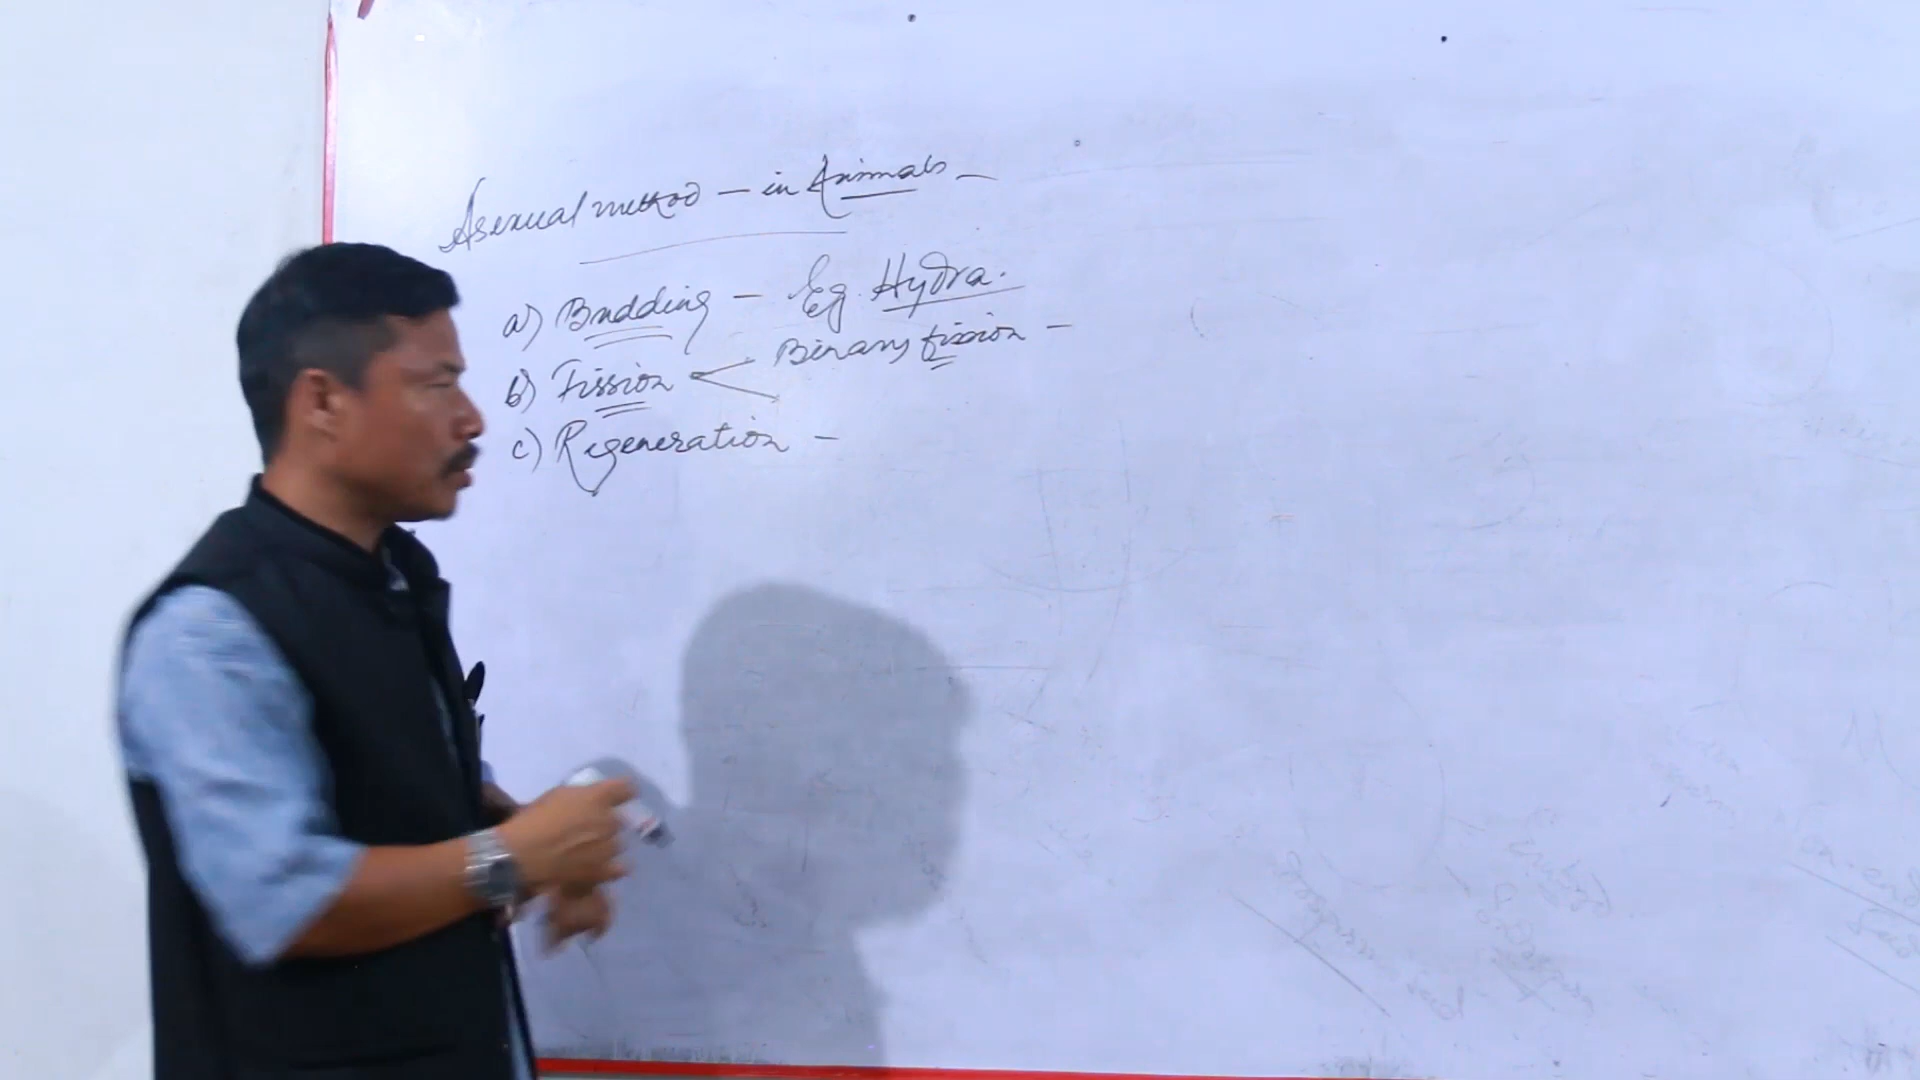 Asexual method - in Animals -
a) Budding - Eg. Hydra.
b) Fission < Binary fission -
c) Regeneration -